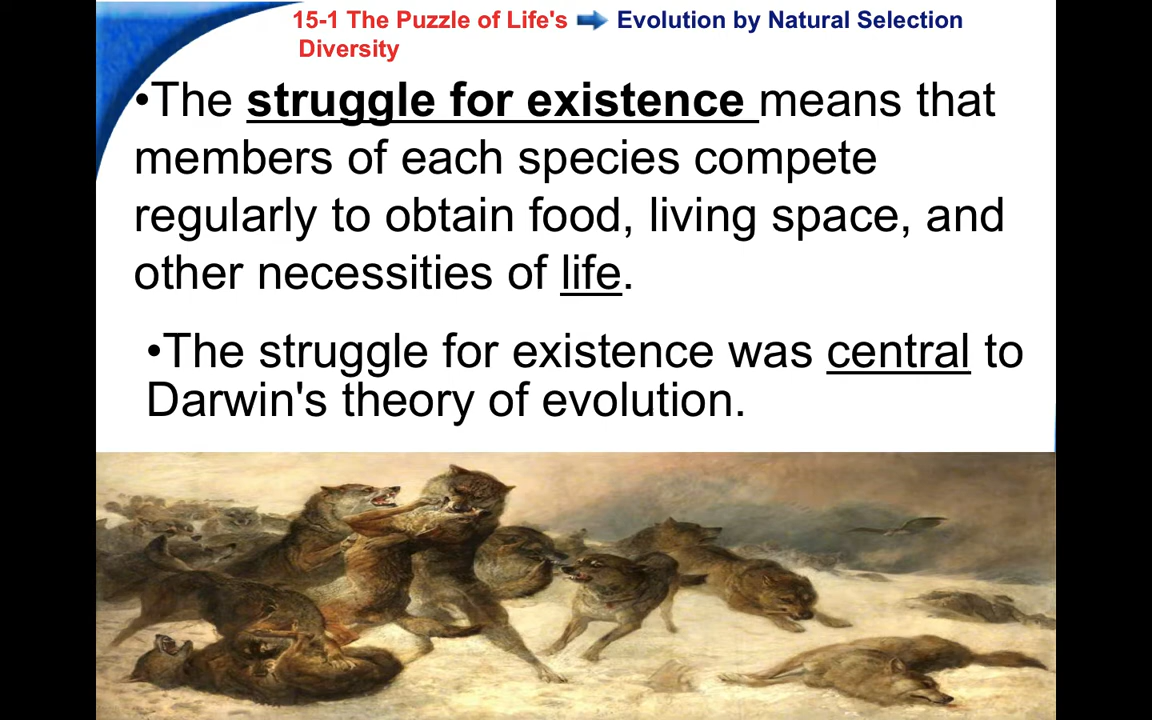 15-1 The Puzzle of Life's Diversity
Evolution by Natural Selection
•The struggle for existence means that
members of each species compete
regularly to obtain food, living space, and
other necessities of life.
•The struggle for existence was central to
Darwin's theory of evolution.